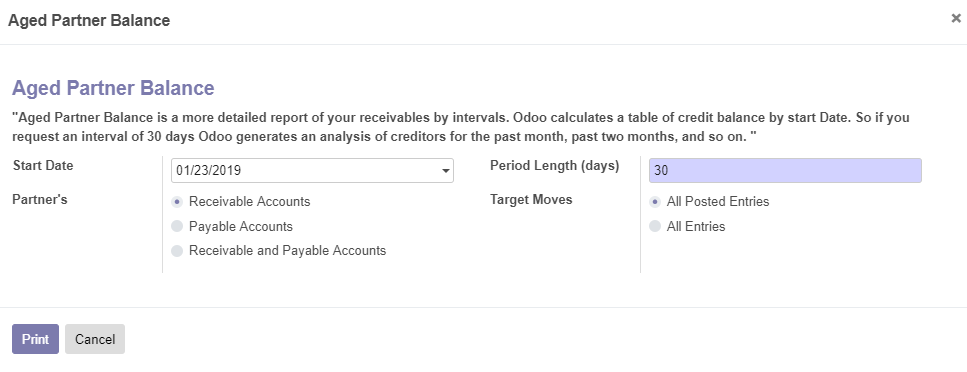 Aged Partner Balance ×
Aged Partner Balance
"Aged Partner Balance is a more detailed report of your receivables by intervals. Odoo calculates a table of credit balance by start Date. So if you
request an interval of 30 days Odoo generates an analysis of creditors for the past month, past two months, and so on. "
Start Date 01/23/2019 Period Length (days) 30
Partner's Receivable Accounts Target Moves All Posted Entries
Payable Accounts All Entries
Receivable and Payable Accounts
Print Cancel